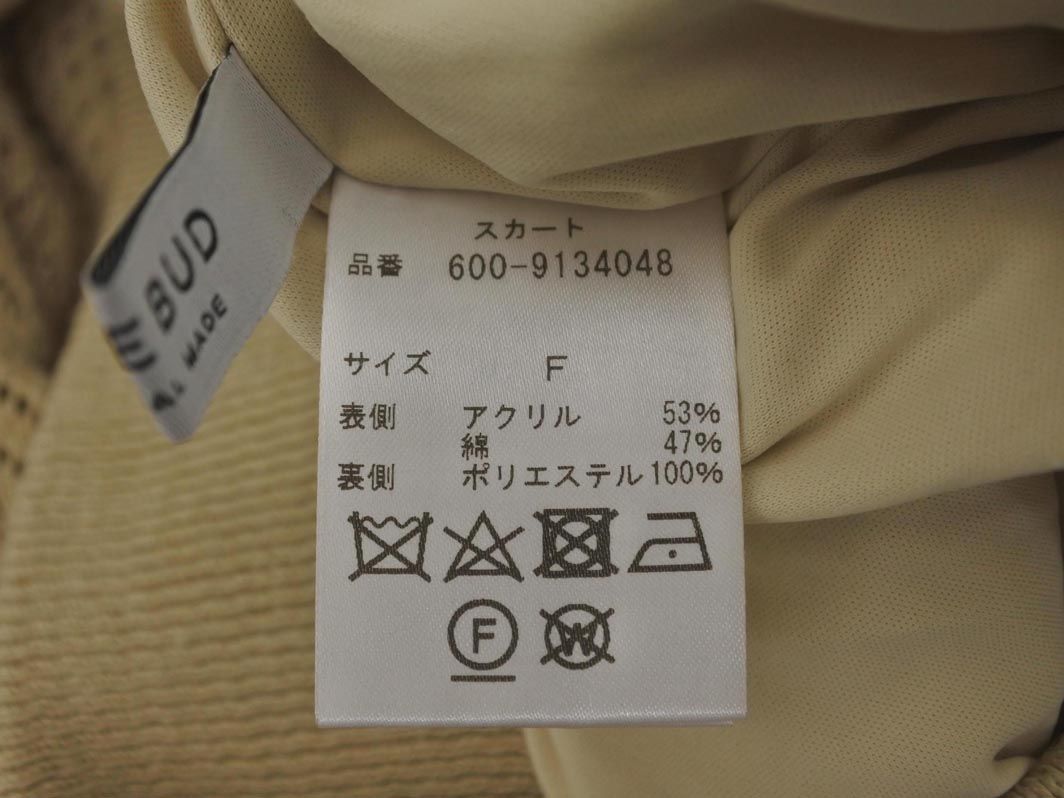 BUD
MADE
スカート
品番 600-9134048
サイズ F
表側 アクリル 53%
綿 47%
裏側 ポリエステル 100%
F
W